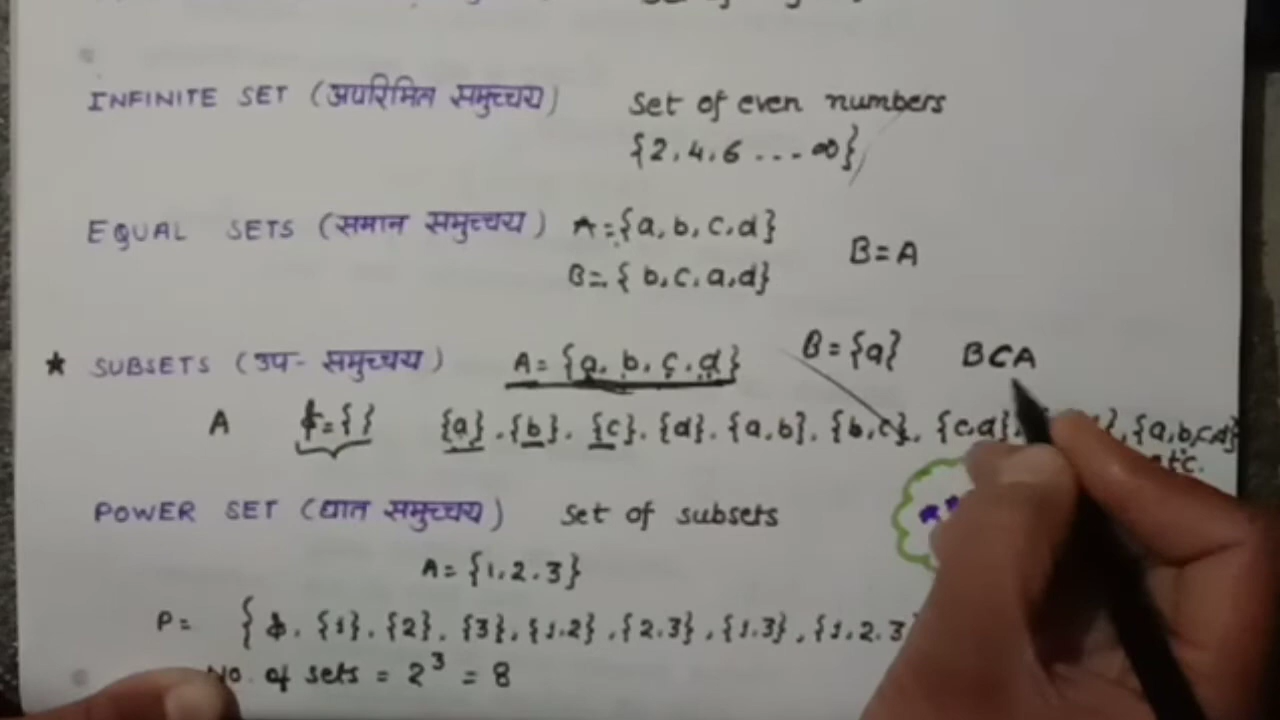 INFINITE SET (अपरिमित समुच्चय) Set of even numbers
{2,4,6 ... ∞}
EQUAL SETS (समान समुच्चय) A={a, b, c, d}
B={ b, c, a, d} B=A
★ SUBSETS (उप- समुच्चय) A = {a, b, c, d} B={a} B⊂A
A ϕ={ } {a}, {b}, {c}, {d}, {a,b}, {b,c}, {c,d}, {a,b,c,d}
etc.
POWER SET (घात समुच्चय) Set of subsets
A= {1,2,3}
P= { ϕ, {1}, {2}, {3}, {1,2}, {2,3}, {1,3}, {1,2,3}
No. of sets = 2³ = 8